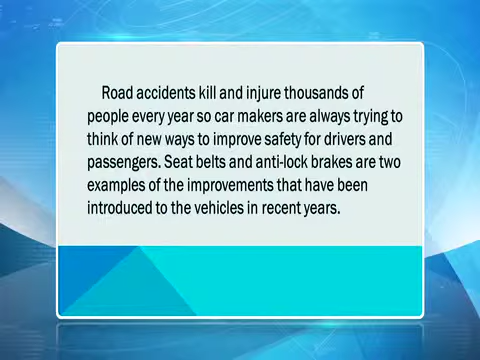 Road accidents kill and injure thousands of
people every year so car makers are always trying to
think of new ways to improve safety for drivers and
passengers. Seat belts and anti-lock brakes are two
examples of the improvements that have been
introduced to the vehicles in recent years.